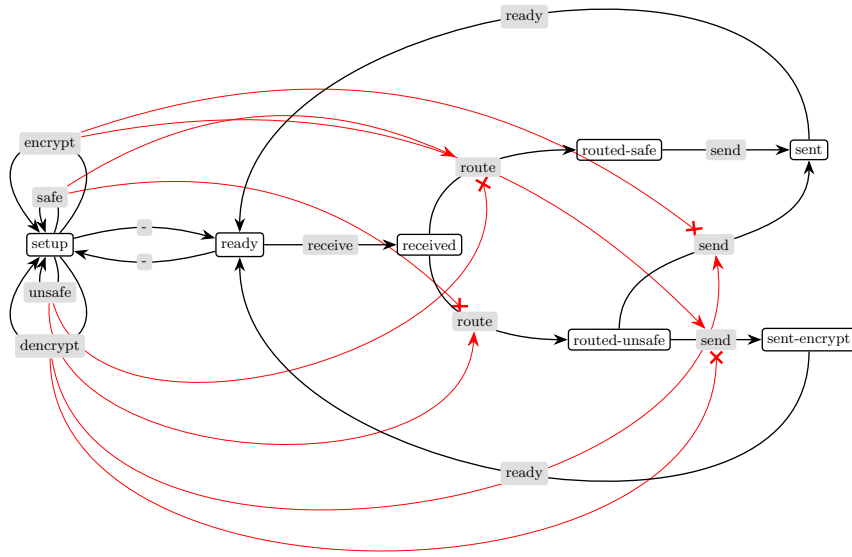 ready
encrypt
routed-safe
send
sent
route
safe
-
setup
ready
receive
received
send
-
unsafe
route
dencrypt
routed-unsafe
send
sent-encrypt
ready